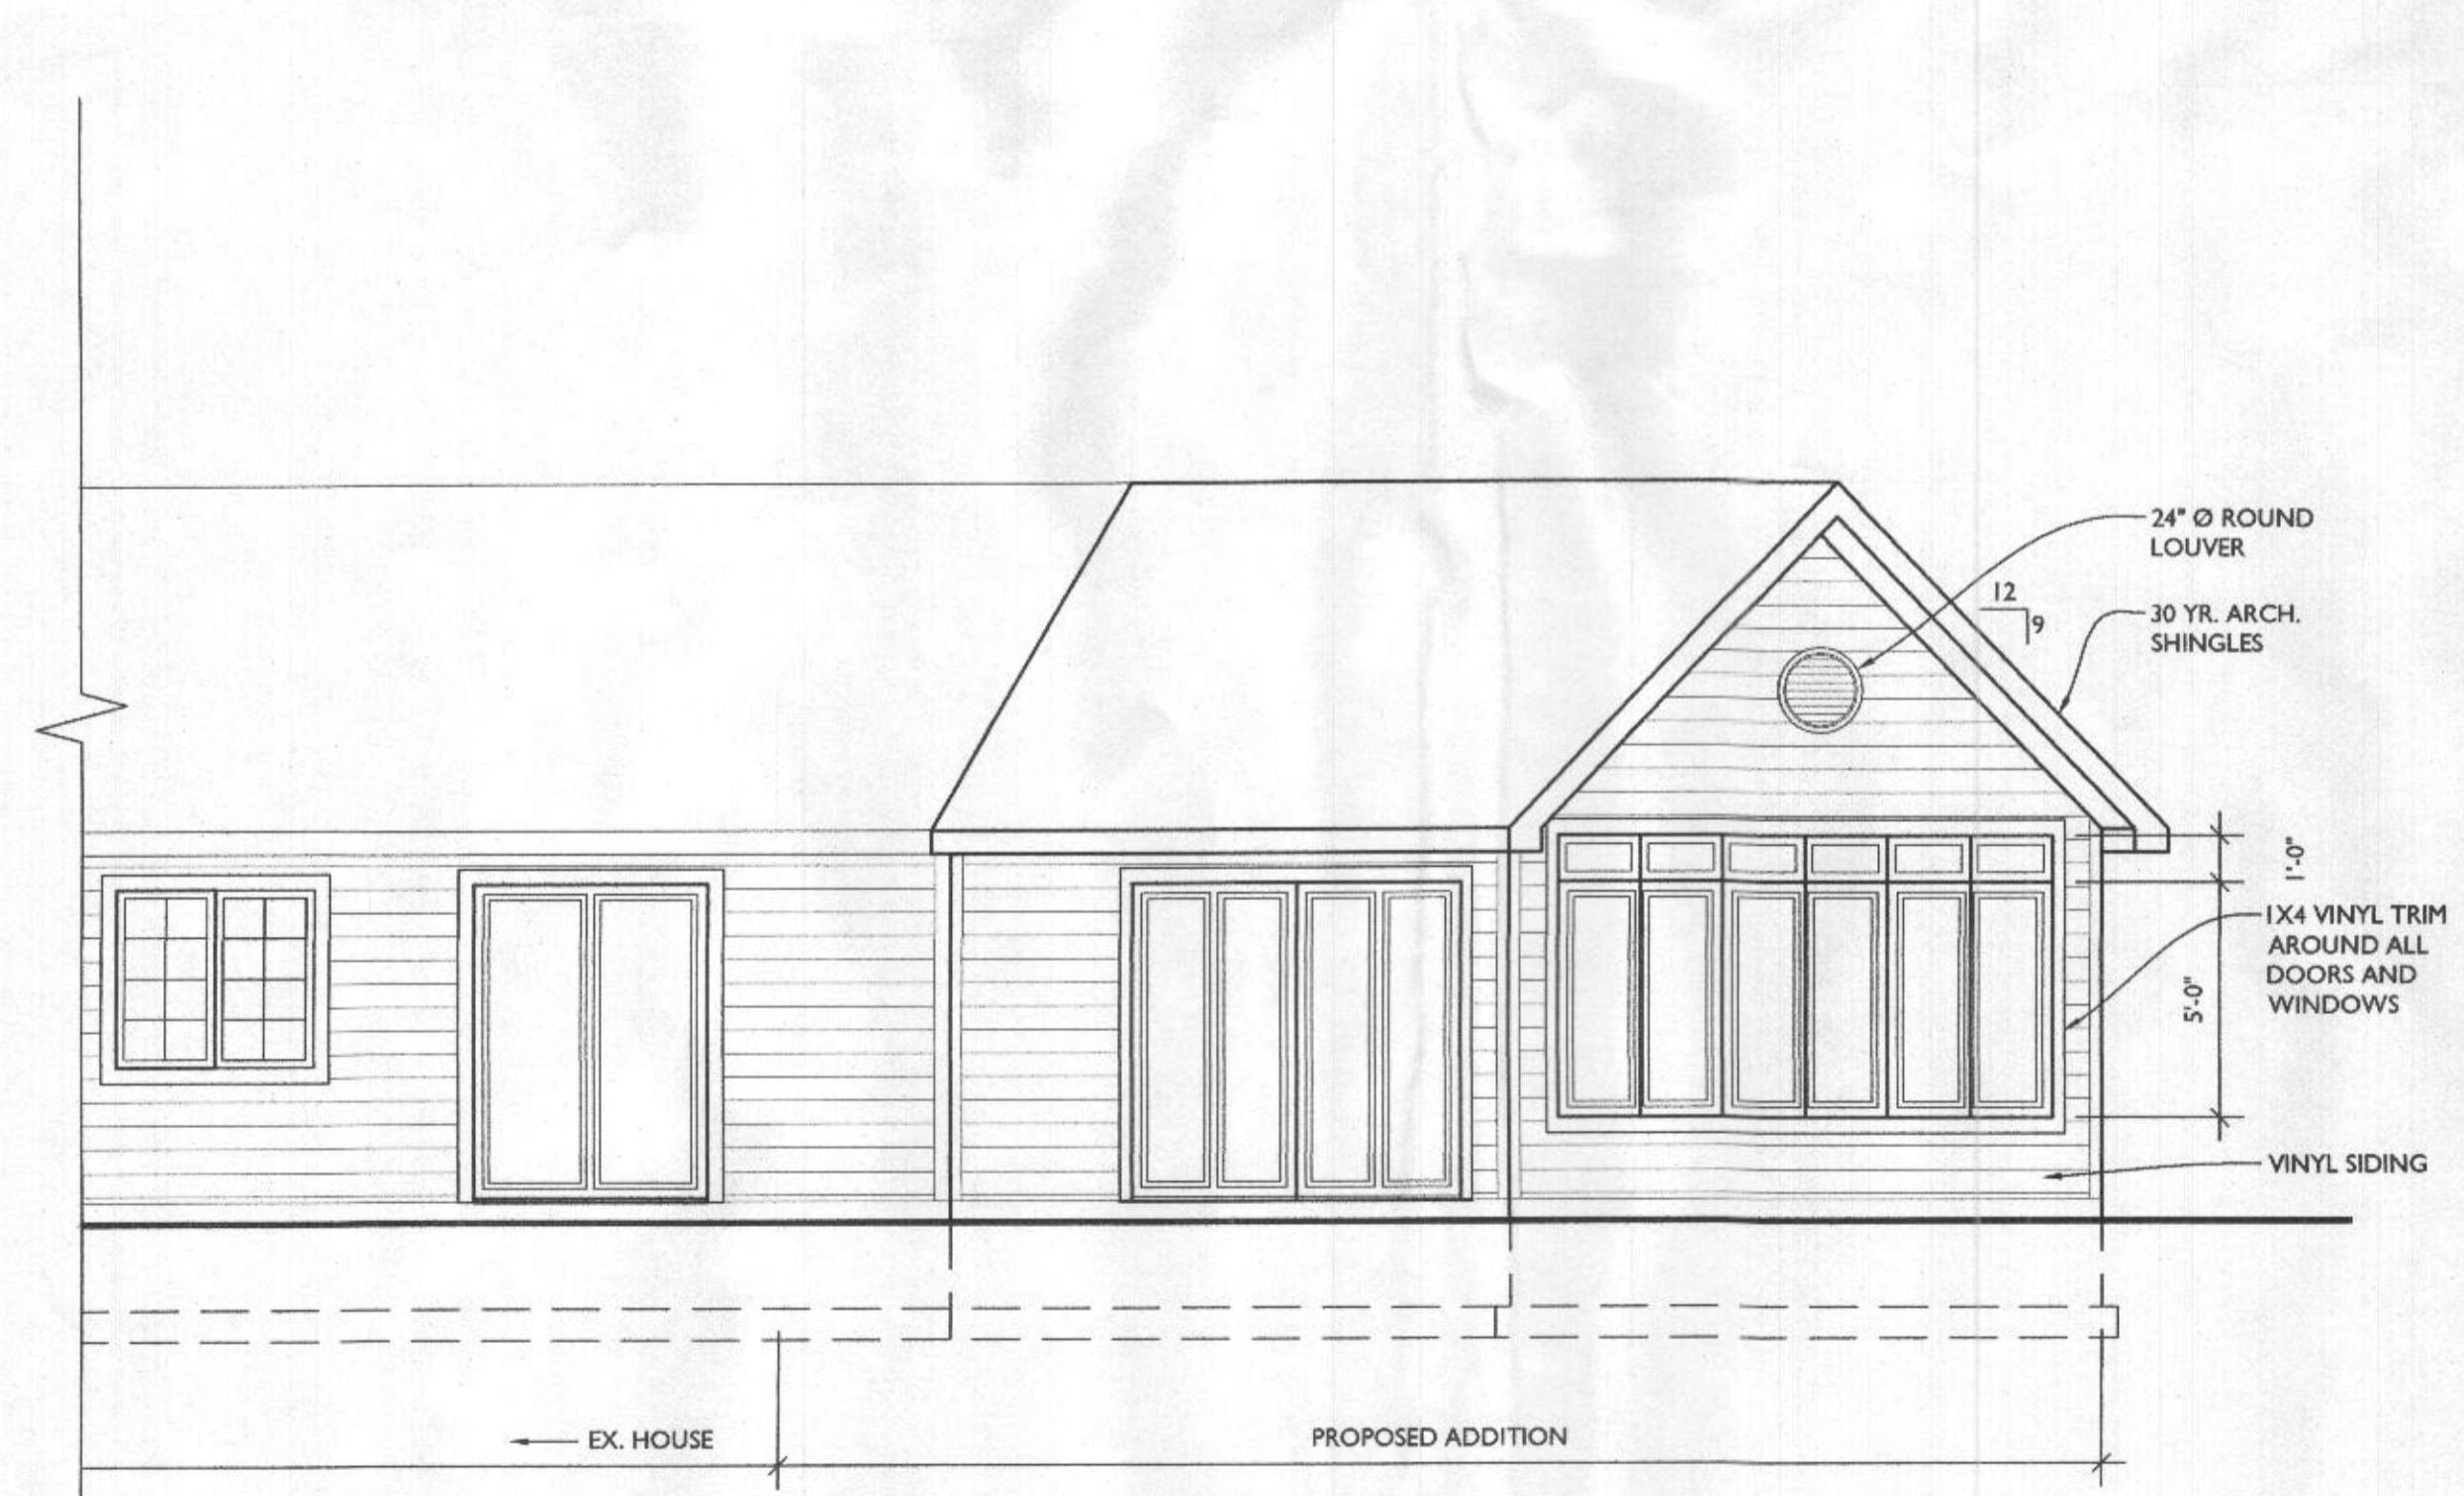 24" Ø ROUND
LOUVER
12
9
30 YR. ARCH.
SHINGLES
1'-0"
1X4 VINYL TRIM
AROUND ALL
DOORS AND
WINDOWS
5'-0"
VINYL SIDING
EX. HOUSE
PROPOSED ADDITION